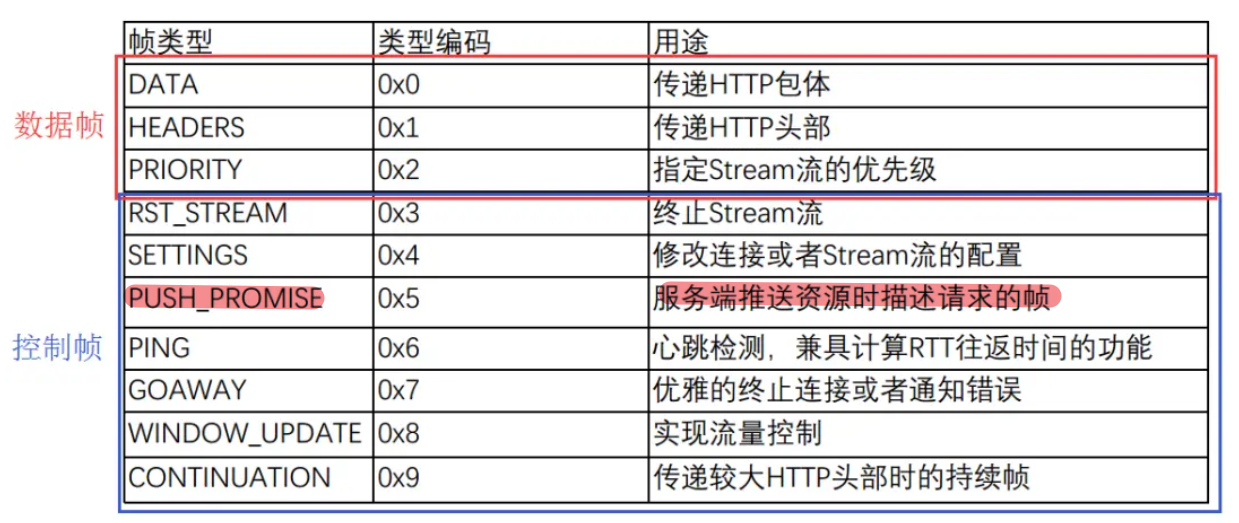 帧类型 类型编码 用途
DATA 0x0 传递HTTP包体
数据帧
HEADERS 0x1 传递HTTP头部
PRIORITY 0x2 指定Stream流的优先级
RST_STREAM 0x3 终止Stream流
SETTINGS 0x4 修改连接或者Stream流的配置
PUSH_PROMISE 0x5 服务端推送资源时描述请求的帧
控制帧
PING 0x6 心跳检测，兼具计算RTT往返时间的功能
GOAWAY 0x7 优雅的终止连接或者通知错误
WINDOW_UPDATE 0x8 实现流量控制
CONTINUATION 0x9 传递较大HTTP头部时的持续帧